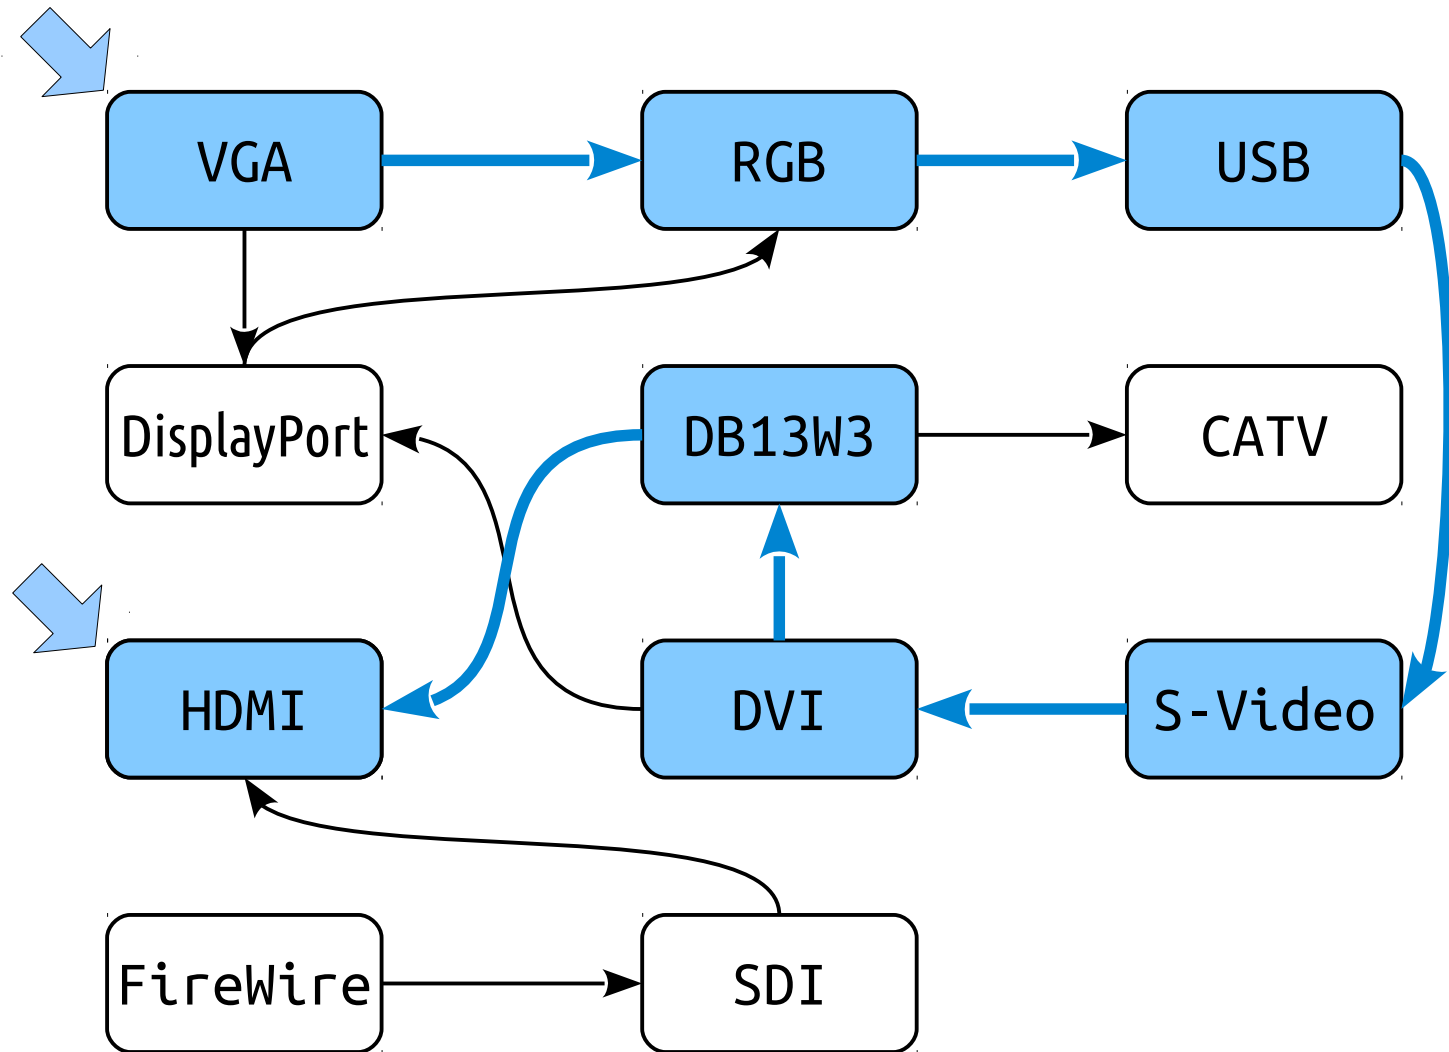 VGA
RGB
USB
DisplayPort
DB13W3
CATV
HDMI
DVI
S-Video
FireWire
SDI